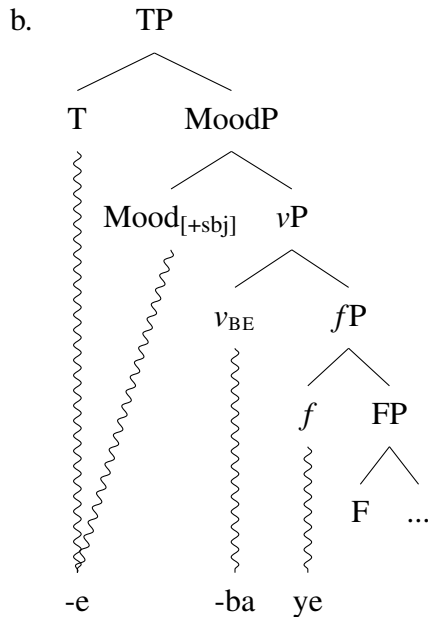 b. TP
T MoodP
Mood[+sbj] vP
vBE fP
f FP
F ...
-e -ba ye